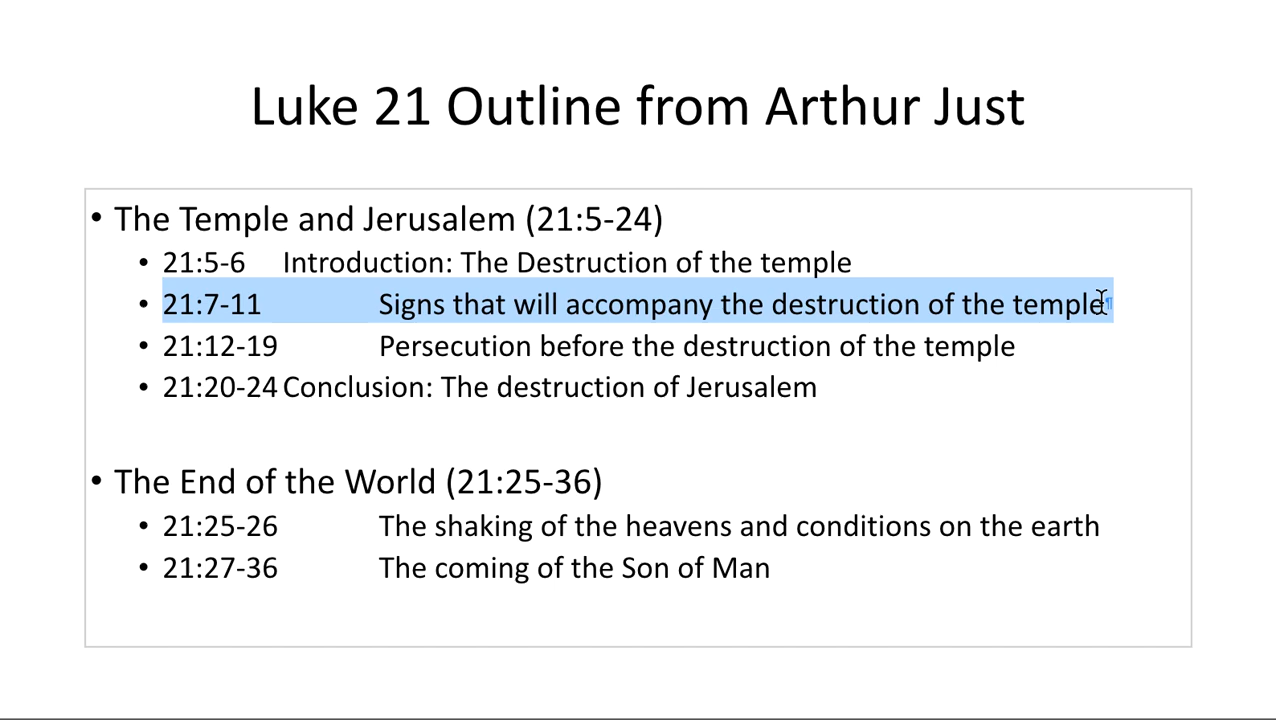 Luke 21 Outline from Arthur Just
• The Temple and Jerusalem (21:5-24)
• 21:5-6 Introduction: The Destruction of the temple
• 21:7-11 Signs that will accompany the destruction of the temple¶
• 21:12-19 Persecution before the destruction of the temple
• 21:20-24 Conclusion: The destruction of Jerusalem
• The End of the World (21:25-36)
• 21:25-26 The shaking of the heavens and conditions on the earth
• 21:27-36 The coming of the Son of Man